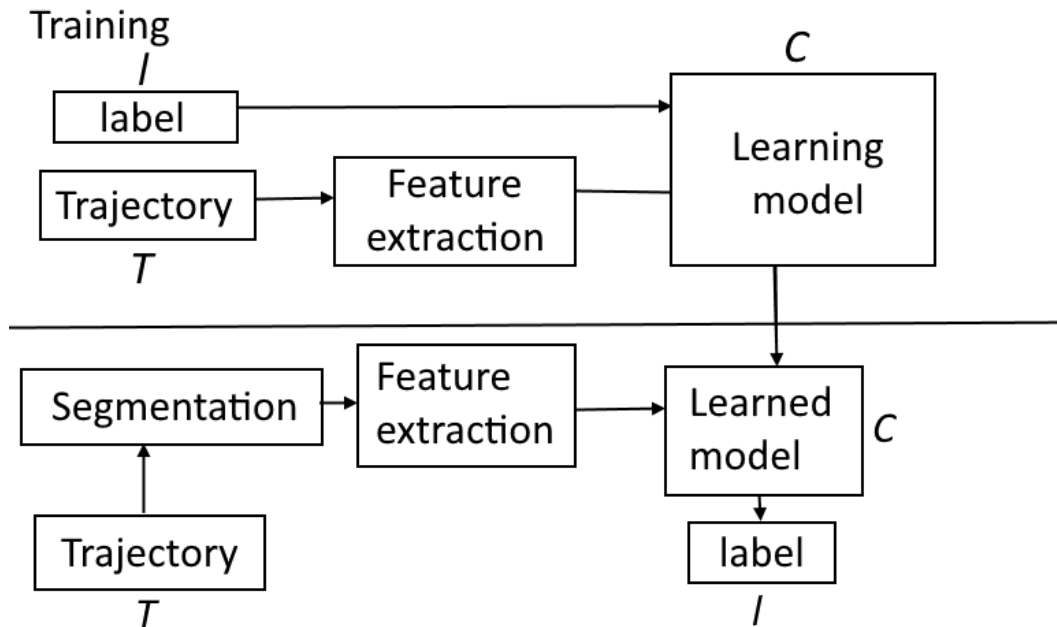 Training
l
label
C
Learning
model
Trajectory
T
Feature
extraction
Segmentation
Feature
extraction
Learned
model
C
Trajectory
T
label
l